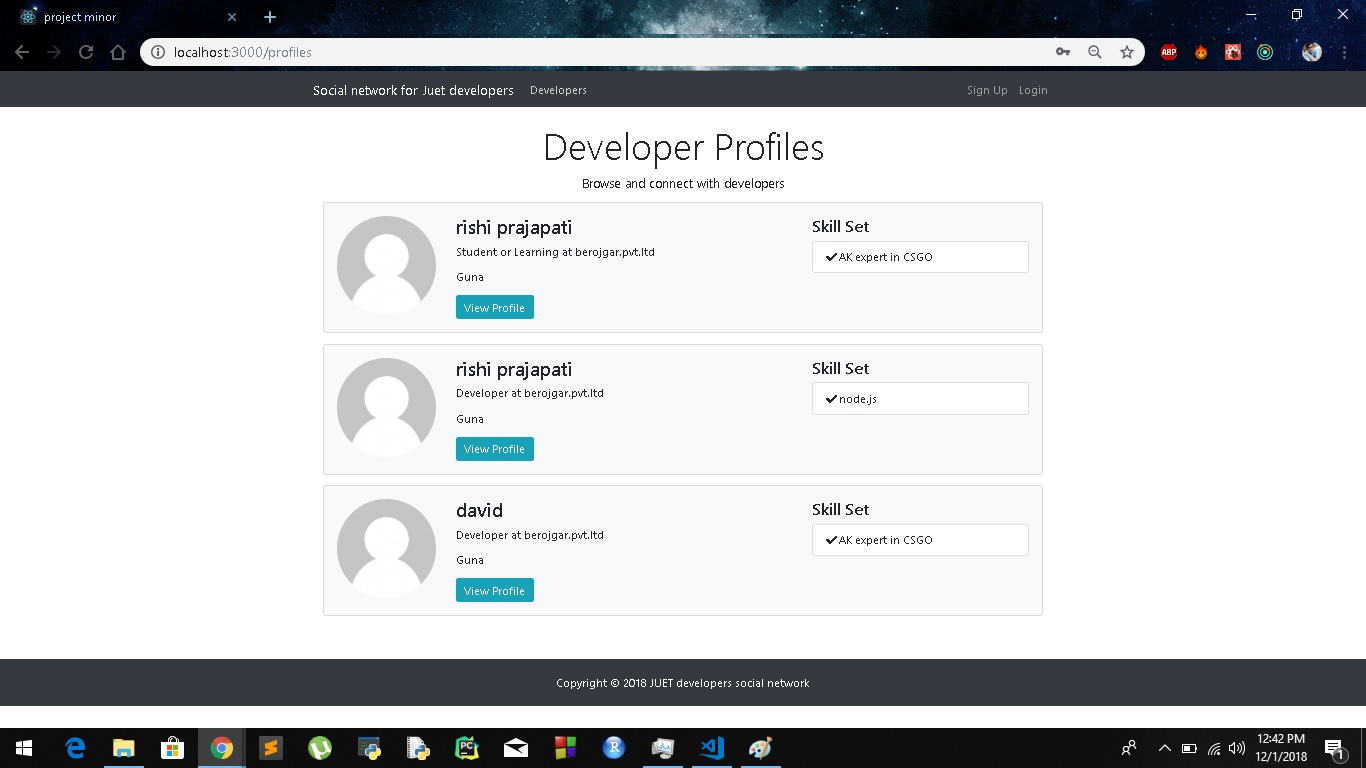 project minor
localhost:3000/profiles
ABP
Social network for Juet developers Developers Sign Up Login
Developer Profiles
Browse and connect with developers
rishi prajapati
Student or Learning at berojgar.pvt.ltd
Guna
View Profile
Skill Set
AK expert in CSGO
rishi prajapati
Developer at berojgar.pvt.ltd
Guna
View Profile
Skill Set
node.js
david
Developer at berojgar.pvt.ltd
Guna
View Profile
Skill Set
AK expert in CSGO
Copyright © 2018 JUET developers social network
PC
R
12:42 PM
12/1/2018
1